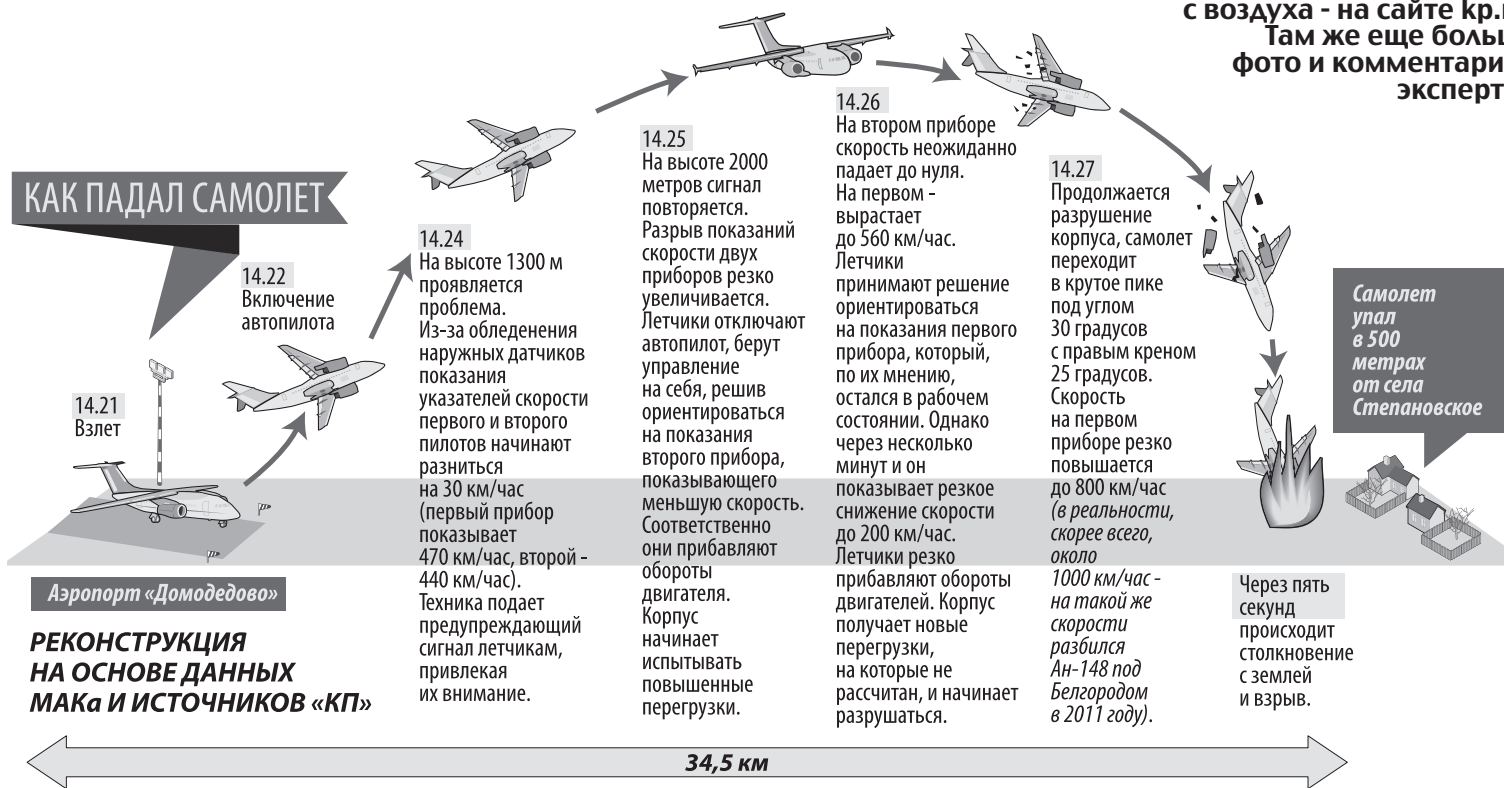 с воздуха - на сайте kp.
Там же еще
фото и
КАК ПАДАЛ САМОЛЕТ
14.21
Взлет
14.22
Включение
автопилота
14.24
На высоте 1300 м
проявляется
проблема.
Из-за обледенения
наружных датчиков
показания
указателей скорости
первого и второго
пилотов начинают
разниться
на 30 км/час
(первый прибор
показывает
470 км/час, второй -
440 км/час).
Техника подает
предупреждающий
сигнал летчикам,
привлекая
их внимание.
14.25
На высоте 2000
метров сигнал
повторяется.
Разрыв показаний
скорости двух
приборов резко
увеличивается.
Летчики отключают
автопилот, берут
управление
на себя, решив
ориентироваться
на показания
второго прибора,
показывающего
меньшую скорость.
Соответственно
они прибавляют
обороты
двигателя.
Корпус
начинает
испытывать
повышенные
перегрузки.
14.26
На втором приборе
скорость неожиданно
падает до нуля.
На первом -
вырастает
до 560 км/час.
Летчики
принимают решение
ориентироваться
на показания первого
прибора, который,
по их мнению,
остался в рабочем
состоянии. Однако
через несколько
минут и он
показывает резкое
снижение скорости
до 200 км/час.
Летчики резко
прибавляют обороты
двигателей. Корпус
получает новые
перегрузки,
на которые не
рассчитан, и начинает
разрушаться.
14.27
Продолжается
разрушение
корпуса, самолет
переходит
в крутое пике
под углом
30 градусов
с правым креном
25 градусов.
Скорость
на первом
приборе резко
повышается
до 800 км/час
(в реальности,
скорее всего,
около
1000 км/час -
на такой же
скорости
разбился
Ан-148 под
Белгородом
в 2011 году).
Через пять
секунд
происходит
столкновение
с землей
и взрыв.
Самолет
упал
в 500
метрах
от села
Степановское
Аэропорт «Домодедово»
РЕКОНСТРУКЦИЯ
НА ОСНОВЕ ДАННЫХ
МАКа И ИСТОЧНИКОВ «КП»
34,5 км